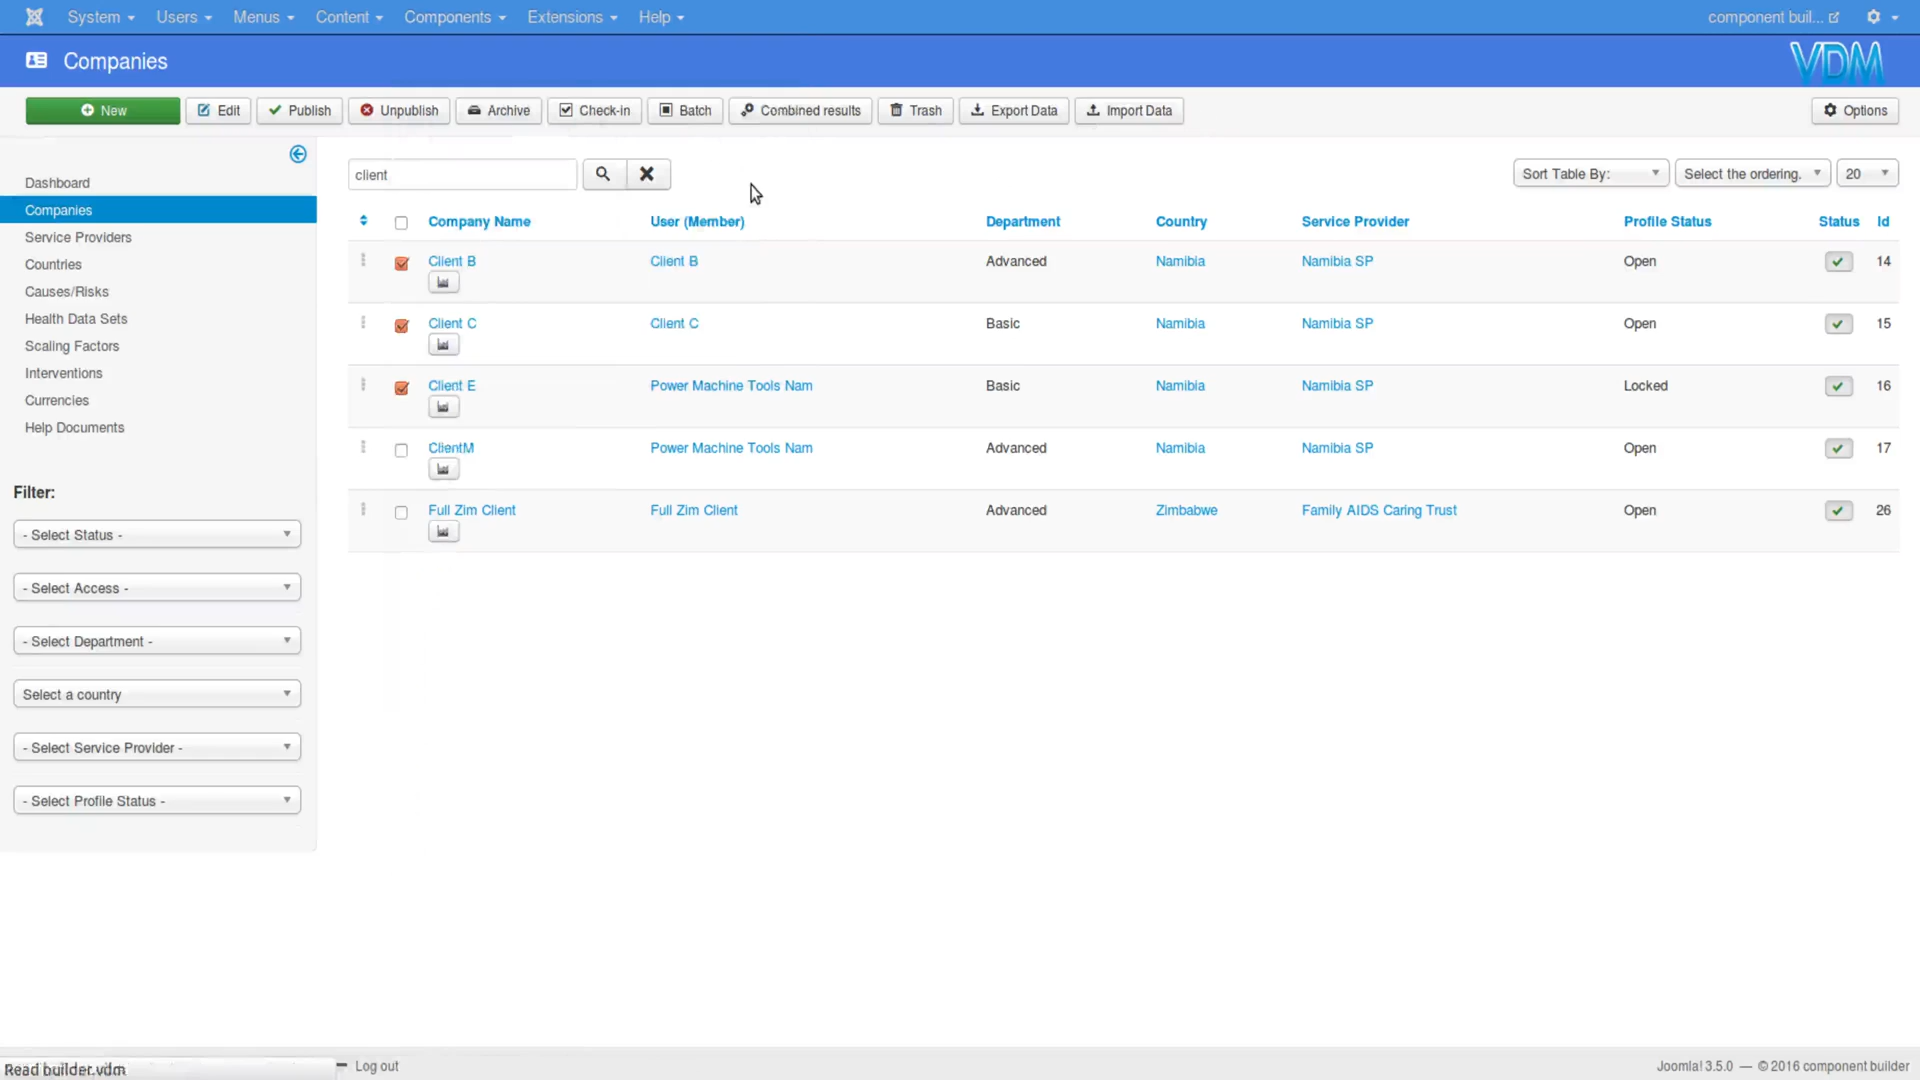 System Users Menus Content Components Extensions Help component buil...
Companies VDM
New Edit Publish Unpublish Archive Check-in Batch Combined results Trash Export Data Import Data Options
client Sort Table By: Select the ordering. 20
Dashboard
Companies
Service Providers
Countries
Causes/Risks
Health Data Sets
Scaling Factors
Interventions
Currencies
Help Documents
Filter:
- Select Status -
- Select Access -
- Select Department -
Select a country
- Select Service Provider -
- Select Profile Status -
Company Name User (Member) Department Country Service Provider Profile Status Status Id
Client B Client B Advanced Namibia Namibia SP Open 14
Client C Client C Basic Namibia Namibia SP Open 15
Client E Power Machine Tools Nam Basic Namibia Namibia SP Locked 16
ClientM Power Machine Tools Nam Advanced Namibia Namibia SP Open 17
Full Zim Client Full Zim Client Advanced Zimbabwe Family AIDS Caring Trust Open 26
Read builder.vdm Log out Joomla! 3.5.0 — © 2016 component builder